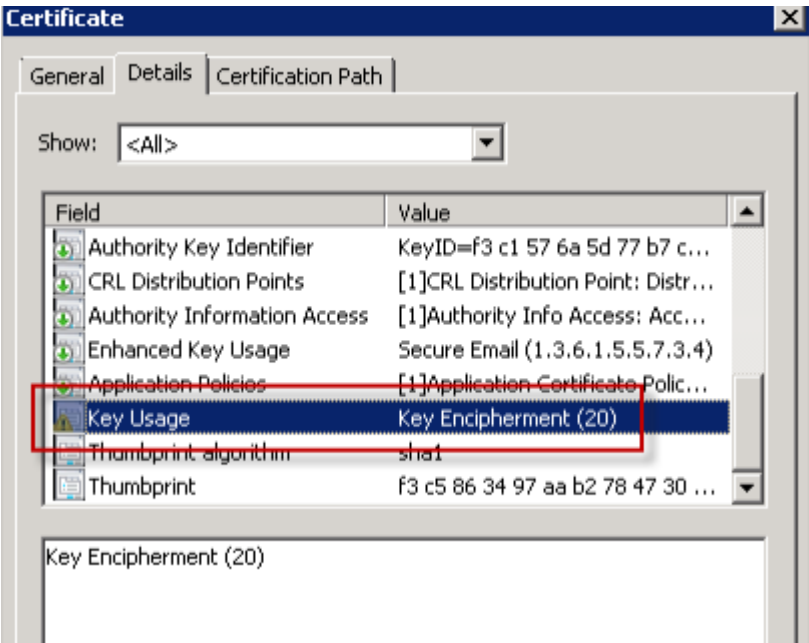 Certificate
General Details Certification Path
Show: <All>
Field Value
Authority Key Identifier KeyID=f3 c1 57 6a 5d 77 b7 c...
CRL Distribution Points [1]CRL Distribution Point: Distr...
Authority Information Access [1]Authority Info Access: Acc...
Enhanced Key Usage Secure Email (1.3.6.1.5.5.7.3.4)
Application Policies [1]Application Certificate Polic...
Key Usage Key Encipherment (20)
Thumbprint algorithm sha1
Thumbprint f3 c5 86 34 97 aa b2 78 47 30 ...
Key Encipherment (20)